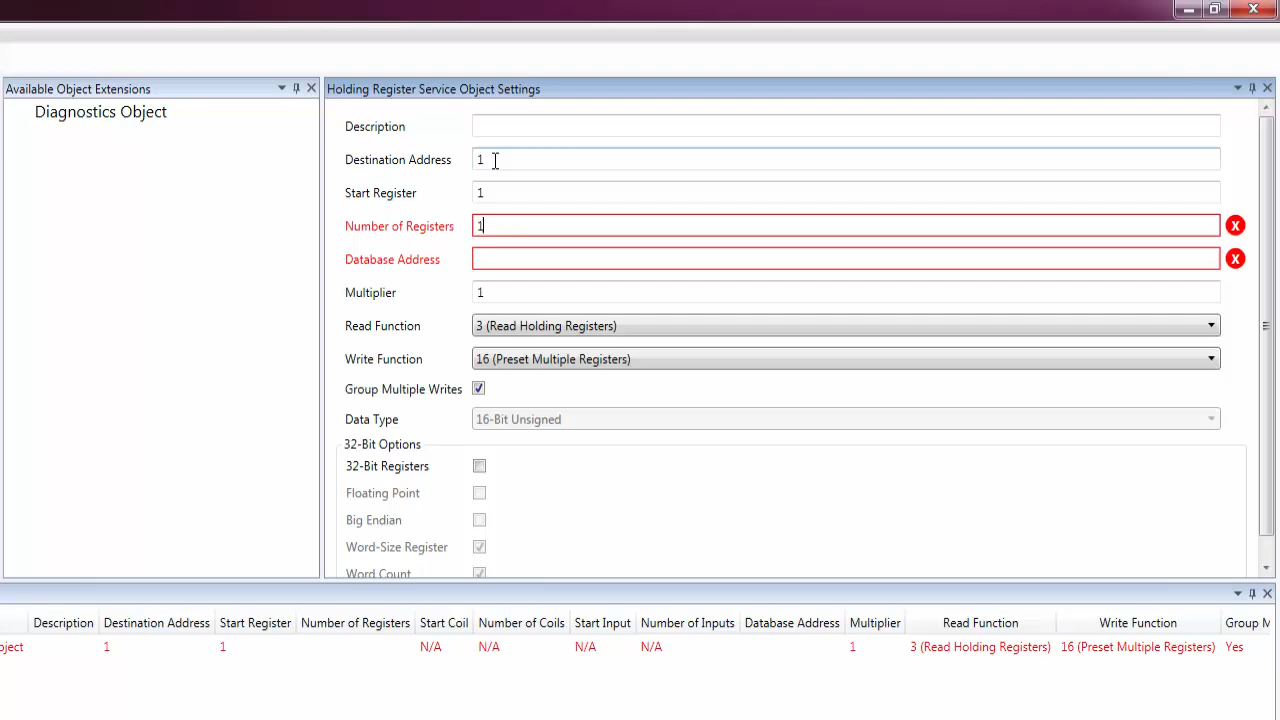 Available Object Extensions
Diagnostics Object
Holding Register Service Object Settings
Description
Destination Address 1
Start Register 1
Number of Registers 1 X
Database Address X
Multiplier 1
Read Function 3 (Read Holding Registers)
Write Function 16 (Preset Multiple Registers)
Group Multiple Writes
Data Type 16-Bit Unsigned
32-Bit Options
32-Bit Registers
Floating Point
Big Endian
Word-Size Register
Word Count
Description Destination Address Start Register Number of Registers Start Coil Number of Coils Start Input Number of Inputs Database Address Multiplier Read Function Write Function Group M
oject 1 1 N/A N/A N/A N/A 1 3 (Read Holding Registers) 16 (Preset Multiple Registers) Yes